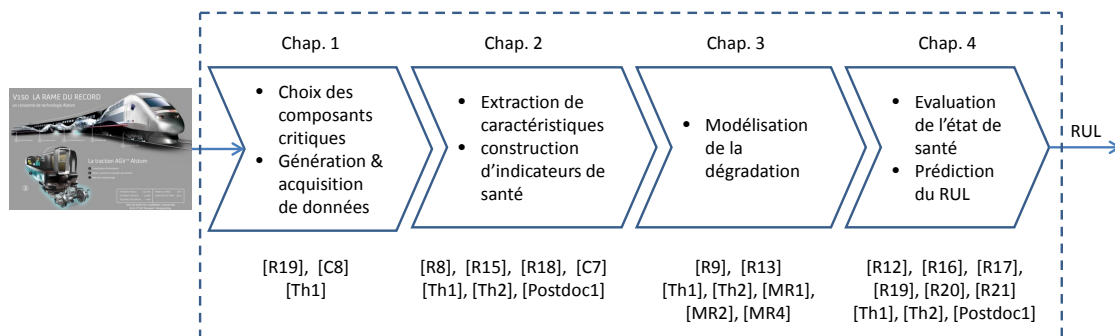 Chap. 1
Chap. 2
Chap. 3
Chap. 4
V150 LA RAME DU RECORD
La traction AGV™ Alstom
• Choix des
composants
critiques
• Génération &
acquisition
de données
• Extraction de
caractéristiques
• construction
d'indicateurs de
santé
• Modélisation
de la
dégradation
• Evaluation
de l'état de
santé
• Prédiction
du RUL
RUL
[R19], [C8]
[Th1]
[R8], [R15], [R18], [C7]
[Th1], [Th2], [Postdoc1]
[R9], [R13]
[Th1], [Th2], [MR1],
[MR2], [MR4]
[R12], [R16], [R17],
[R19], [R20], [R21]
[Th1], [Th2], [Postdoc1]